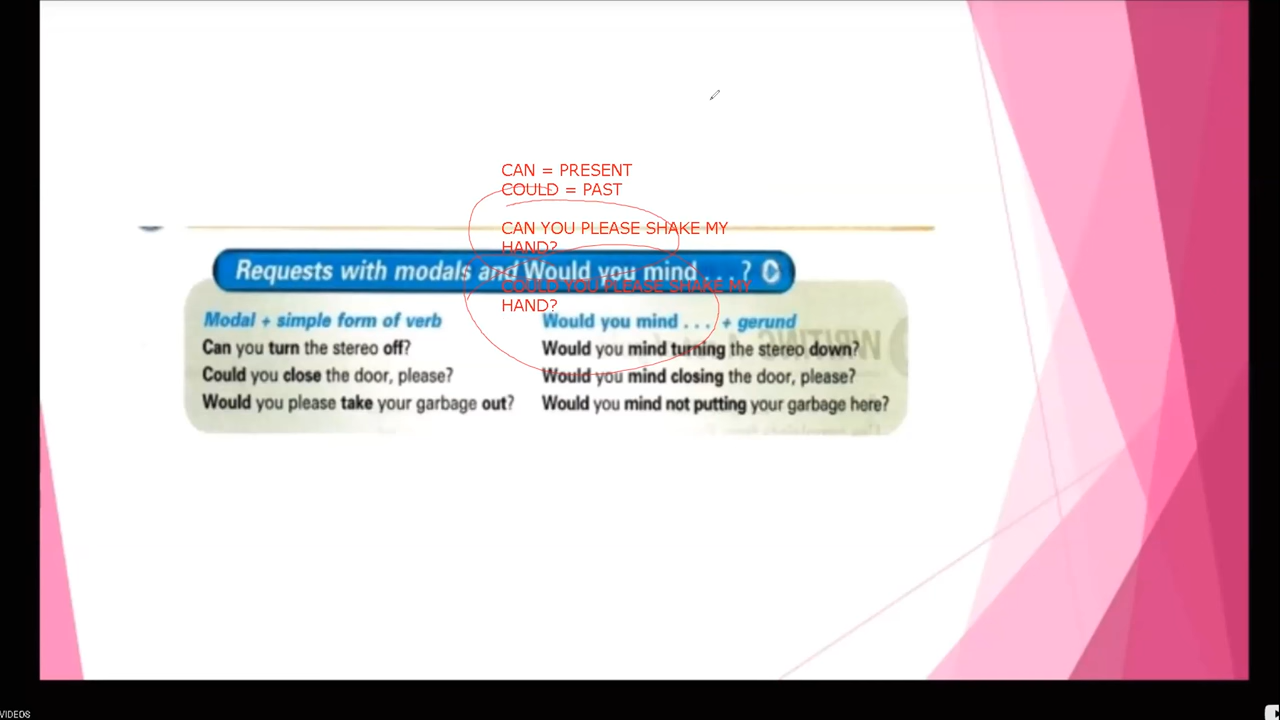 CAN = PRESENT
COULD = PAST
CAN YOU PLEASE SHAKE MY
HAND?
Requests with modals and Would you mind . . . ?
COULD YOU PLEASE SHAKE MY
HAND?
Modal + simple form of verb
Can you turn the stereo off?
Could you close the door, please?
Would you please take your garbage out?
Would you mind . . . + gerund
Would you mind turning the stereo down?
Would you mind closing the door, please?
Would you mind not putting your garbage here?
VIDEOS